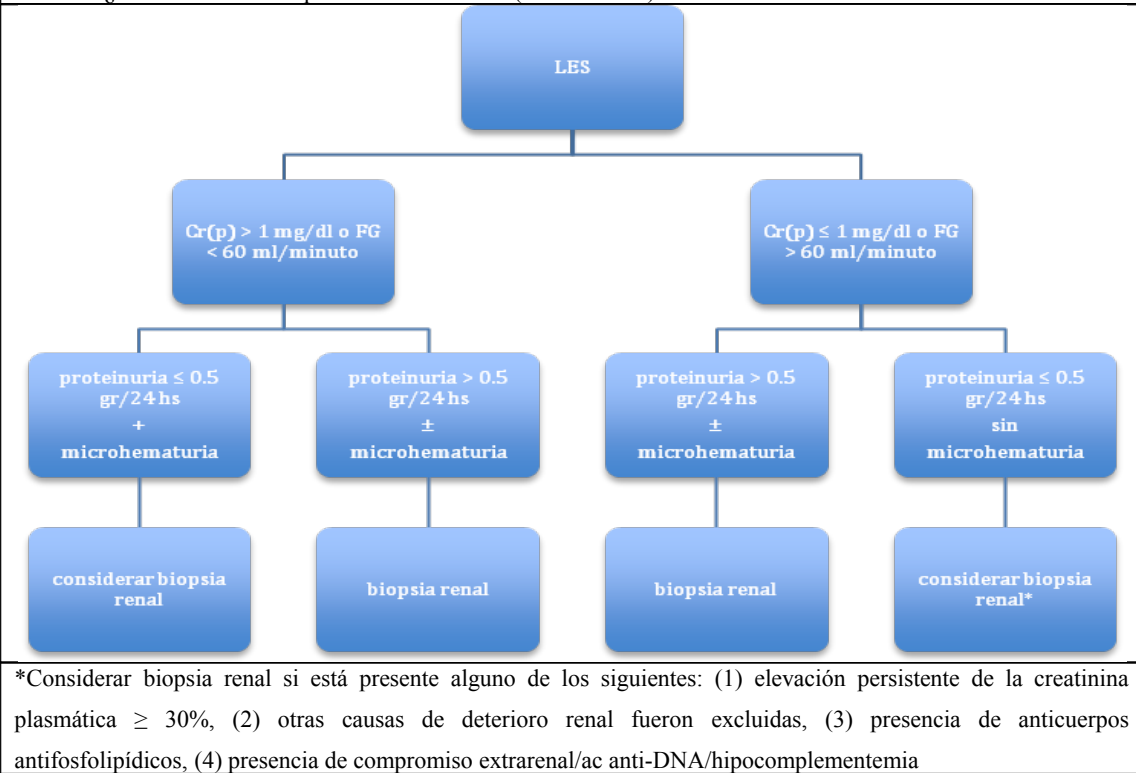 LES
Cr(p) > 1 mg/dl o FG
< 60 ml/minuto
Cr(p) ≤ 1 mg/dl o FG
> 60 ml/minuto
proteinuria ≤ 0.5
gr/24hs
+
microhematuria
proteinuria > 0.5
gr/24hs
±
microhematuria
proteinuria > 0.5
gr/24hs
±
microhematuria
proteinuria ≤ 0.5
gr/24hs
sin
microhematuria
considerar biopsia
renal
biopsia renal
biopsia renal
considerar biopsia
renal*
*Considerar biopsia renal si está presente alguno de los siguientes: (1) elevación persistente de la creatinina
plasmática ≥ 30%, (2) otras causas de deterioro renal fueron excluidas, (3) presencia de anticuerpos
antifosfolipídicos, (4) presencia de compromiso extrarenal/ac anti-DNA/hipocomplementemia